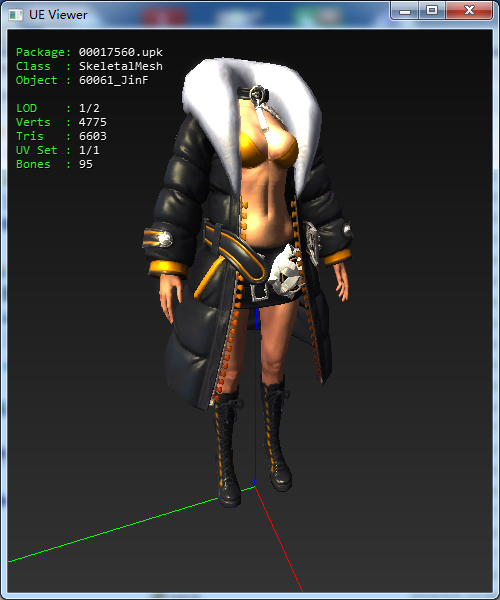 UE Viewer
Package: 00017560.upk
Class : SkeletalMesh
Object : 60061_JinF
LOD : 1/2
Verts : 4775
Tris : 6603
UV Set : 1/1
Bones : 95